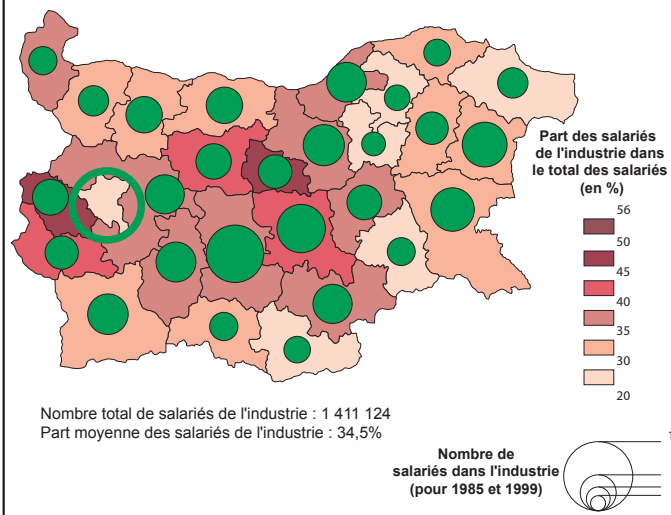 Part des salariés
de l'industrie dans
le total des salariés
(en %)
56
50
45
40
35
30
20
Nombre total de salariés de l'industrie : 1 411 124
Part moyenne des salariés de l'industrie : 34,5%
Nombre de
salariés dans l'industrie
(pour 1985 et 1999)